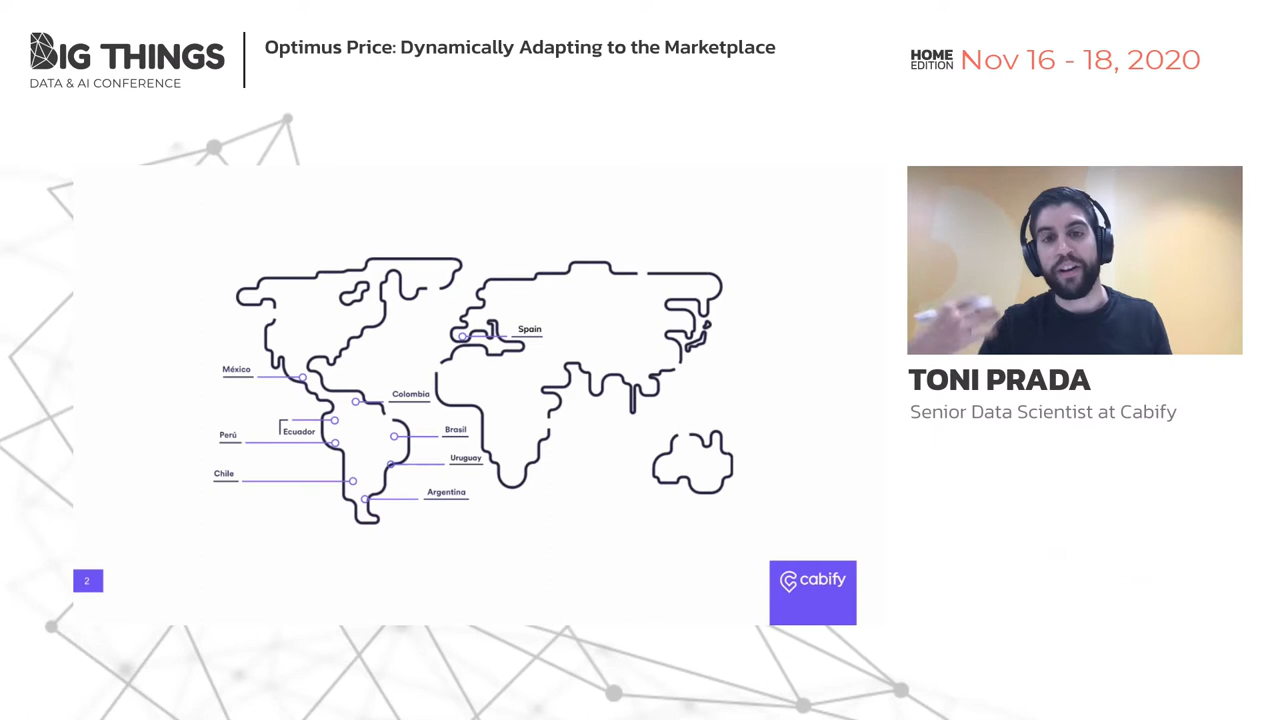 BIG THINGS
DATA & AI CONFERENCE
Optimus Price: Dynamically Adapting to the Marketplace
HOME
EDITION
Nov 16 - 18, 2020
Spain
México
Colombia
Ecuador
Perú
Brasil
Uruguay
Chile
Argentina
2
cabify
TONI PRADA
Senior Data Scientist at Cabify